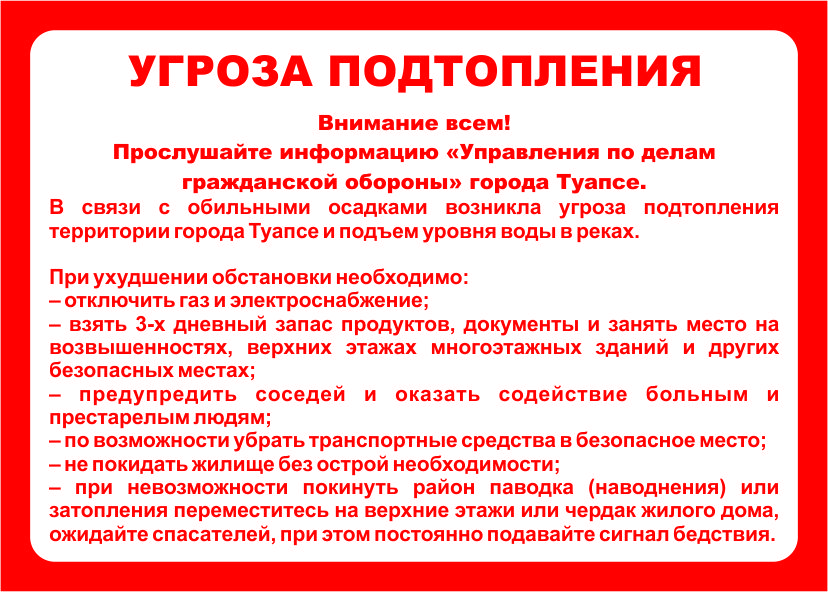 УГРОЗА ПОДТОПЛЕНИЯ
Внимание всем!
Прослушайте информацию «Управления по делам
гражданской обороны» города Туапсе.
В связи с обильными осадками возникла угроза подтопления
территории города Туапсе и подъем уровня воды в реках.
При ухудшении обстановки необходимо:
– отключить газ и электроснабжение;
– взять 3-х дневный запас продуктов, документы и занять место на
возвышенностях, верхних этажах многоэтажных зданий и других
безопасных местах;
– предупредить соседей и оказать содействие больным и
престарелым людям;
– по возможности убрать транспортные средства в безопасное место;
– не покидать жилище без острой необходимости;
– при невозможности покинуть район паводка (наводнения) или
затопления переместитесь на верхние этажи или чердак жилого дома,
ожидайте спасателей, при этом постоянно подавайте сигнал бедствия.